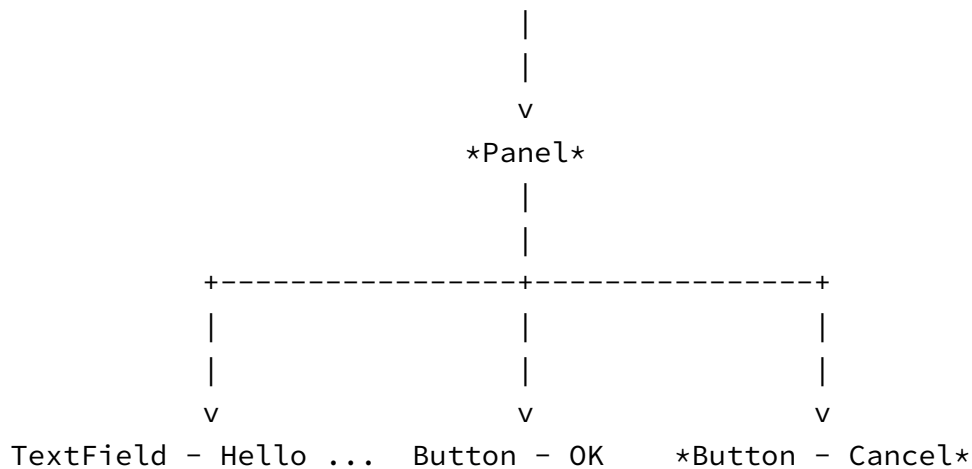 |
|
v
*Panel*
|
|
+-----------------+---------------+
| | |
| | |
v v v
TextField - Hello ... Button - OK *Button - Cancel*